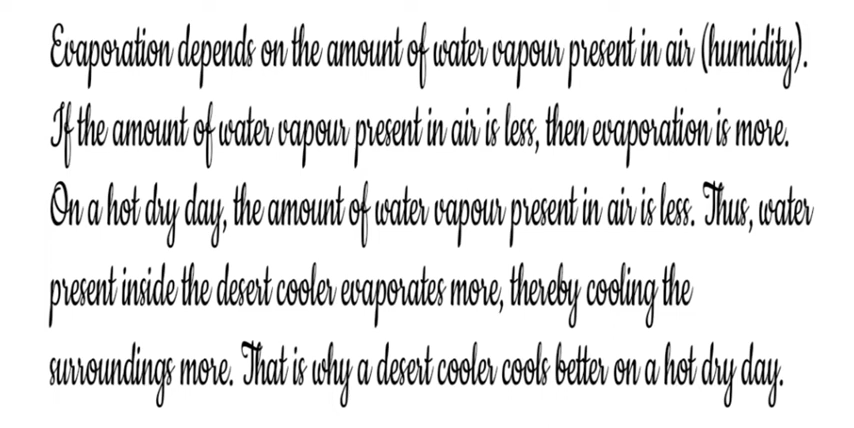 Evaporation depends on the amount of water vapour present in air (humidity).
If the amount of water vapour present in air is less, then evaporation is more.
On a hot dry day, the amount of water vapour present in air is less. Thus, water
present inside the desert cooler evaporates more, thereby cooling the
surroundings more. That is why a desert cooler cools better on a hot dry day.